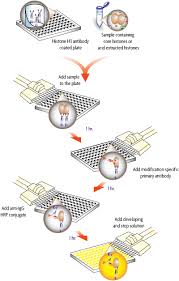 Histone H3 antibody
coated plate
Sample containing
core histones or
acid extracted histones
Add sample
to the plate
1 hr.
Add modification specific
primary antibody
1 hr.
Add anti-IgG
HRP conjugate
1 hr.
Add developing
and stop solution